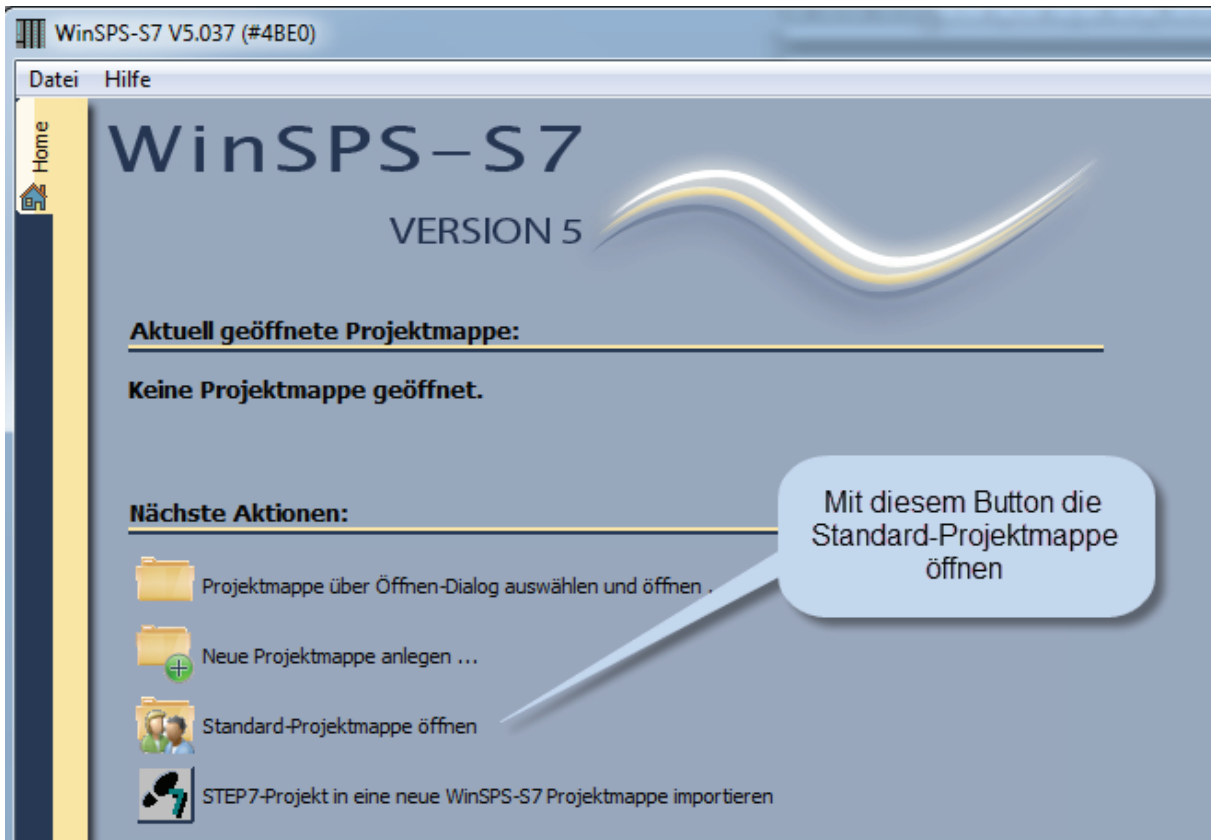 WinSPS-S7 V5.037 (#4BE0)
Datei Hilfe
Home
WinSPS-S7
VERSION 5
Aktuell geöffnete Projektmappe:
Keine Projektmappe geöffnet.
Nächste Aktionen:
Mit diesem Button die
Standard-Projektmappe
öffnen
Projektmappe über Öffnen-Dialog auswählen und öffnen .
Neue Projektmappe anlegen ...
Standard-Projektmappe öffnen
STEP7-Projekt in eine neue WinSPS-S7 Projektmappe importieren